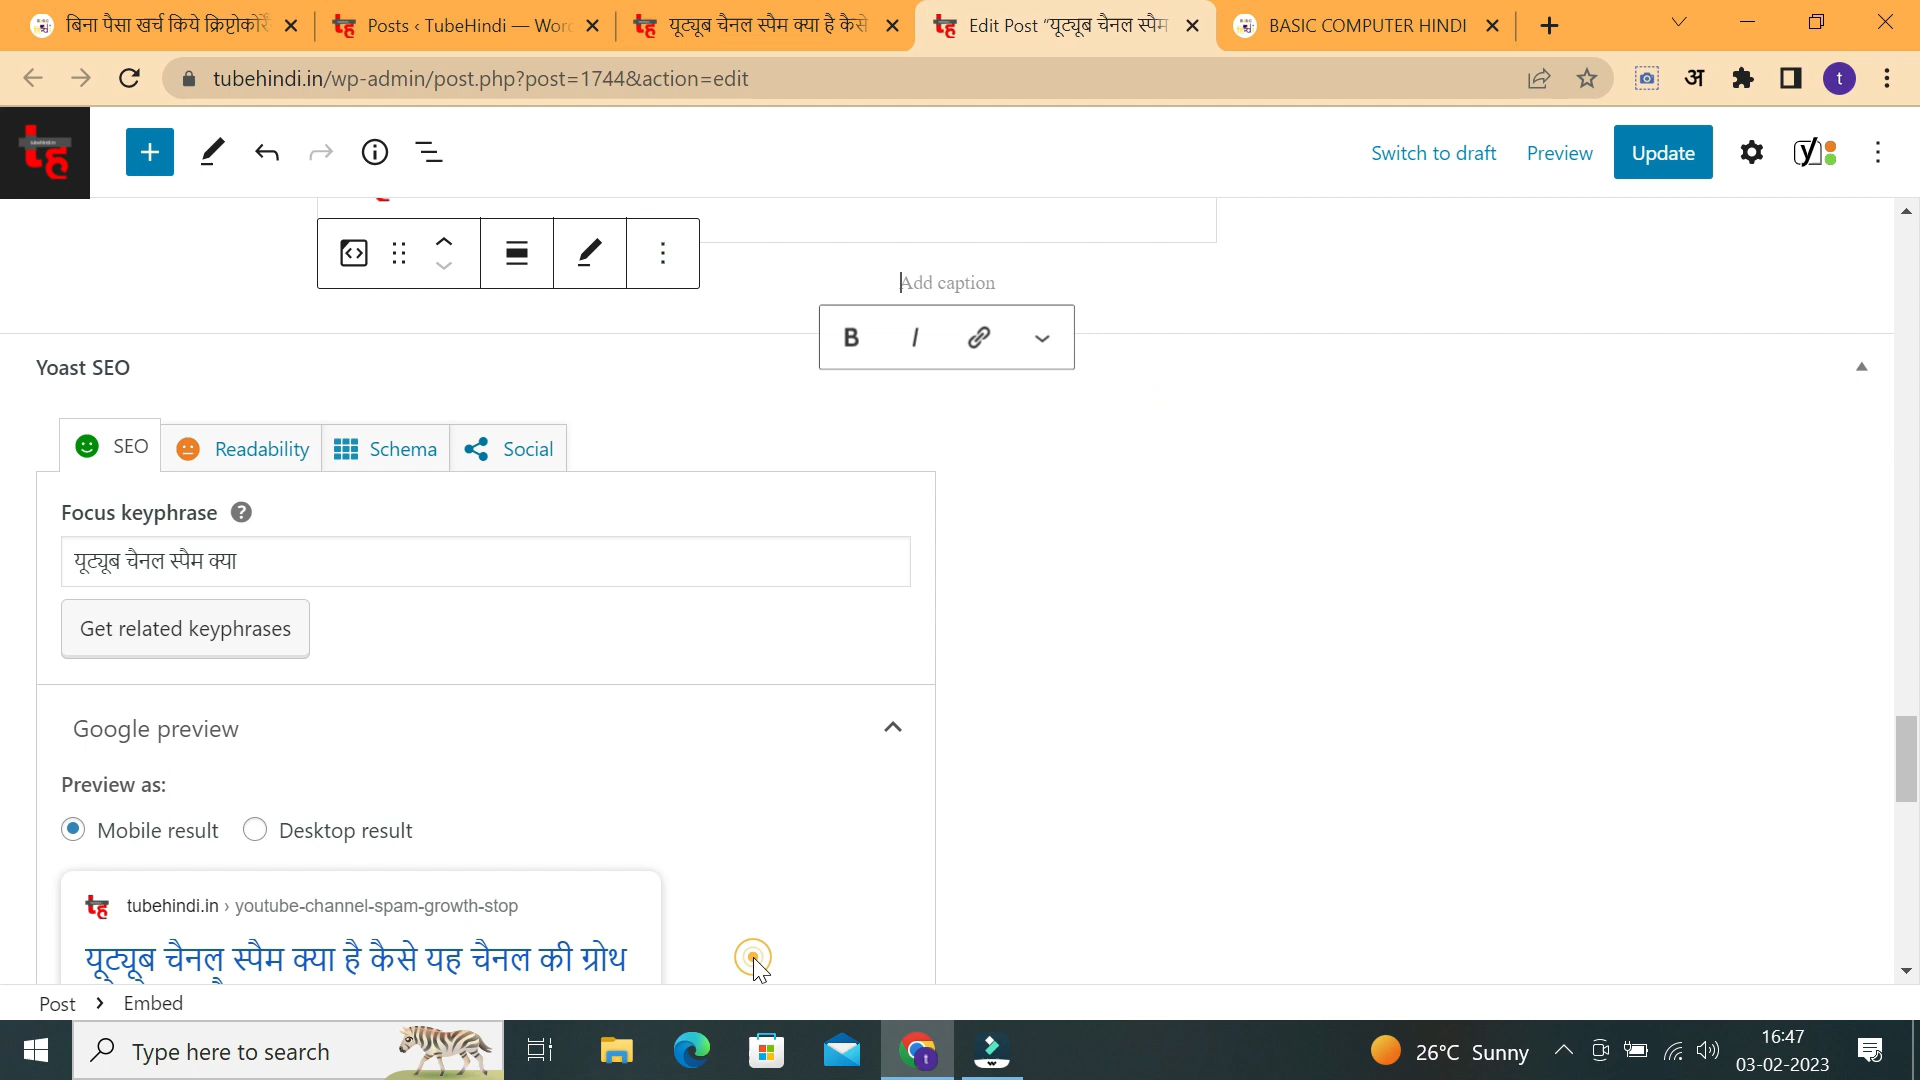 बिना पैसा खर्च किये क्रिप्टोकोरें
Posts ‹ TubeHindi — Word
यूट्यूब चैनल स्पैम क्या है कैसे
Edit Post “यूट्यूब चैनल स्पैम
BASIC COMPUTER HINDI
tubehindi.in/wp-admin/post.php?post=1744&action=edit
अ
t
Switch to draft
Preview
Update
Add caption
B I
Yoast SEO
SEO
Readability
Schema
Social
Focus keyphrase
यूट्यूब चैनल स्पैम क्या
Get related keyphrases
Google preview
Preview as:
Mobile result
Desktop result
tubehindi.in › youtube-channel-spam-growth-stop
यूट्यूब चैनल स्पैम क्या है कैसे यह चैनल की ग्रोथ
Post › Embed
Type here to search
26°C Sunny
16:47
03-02-2023